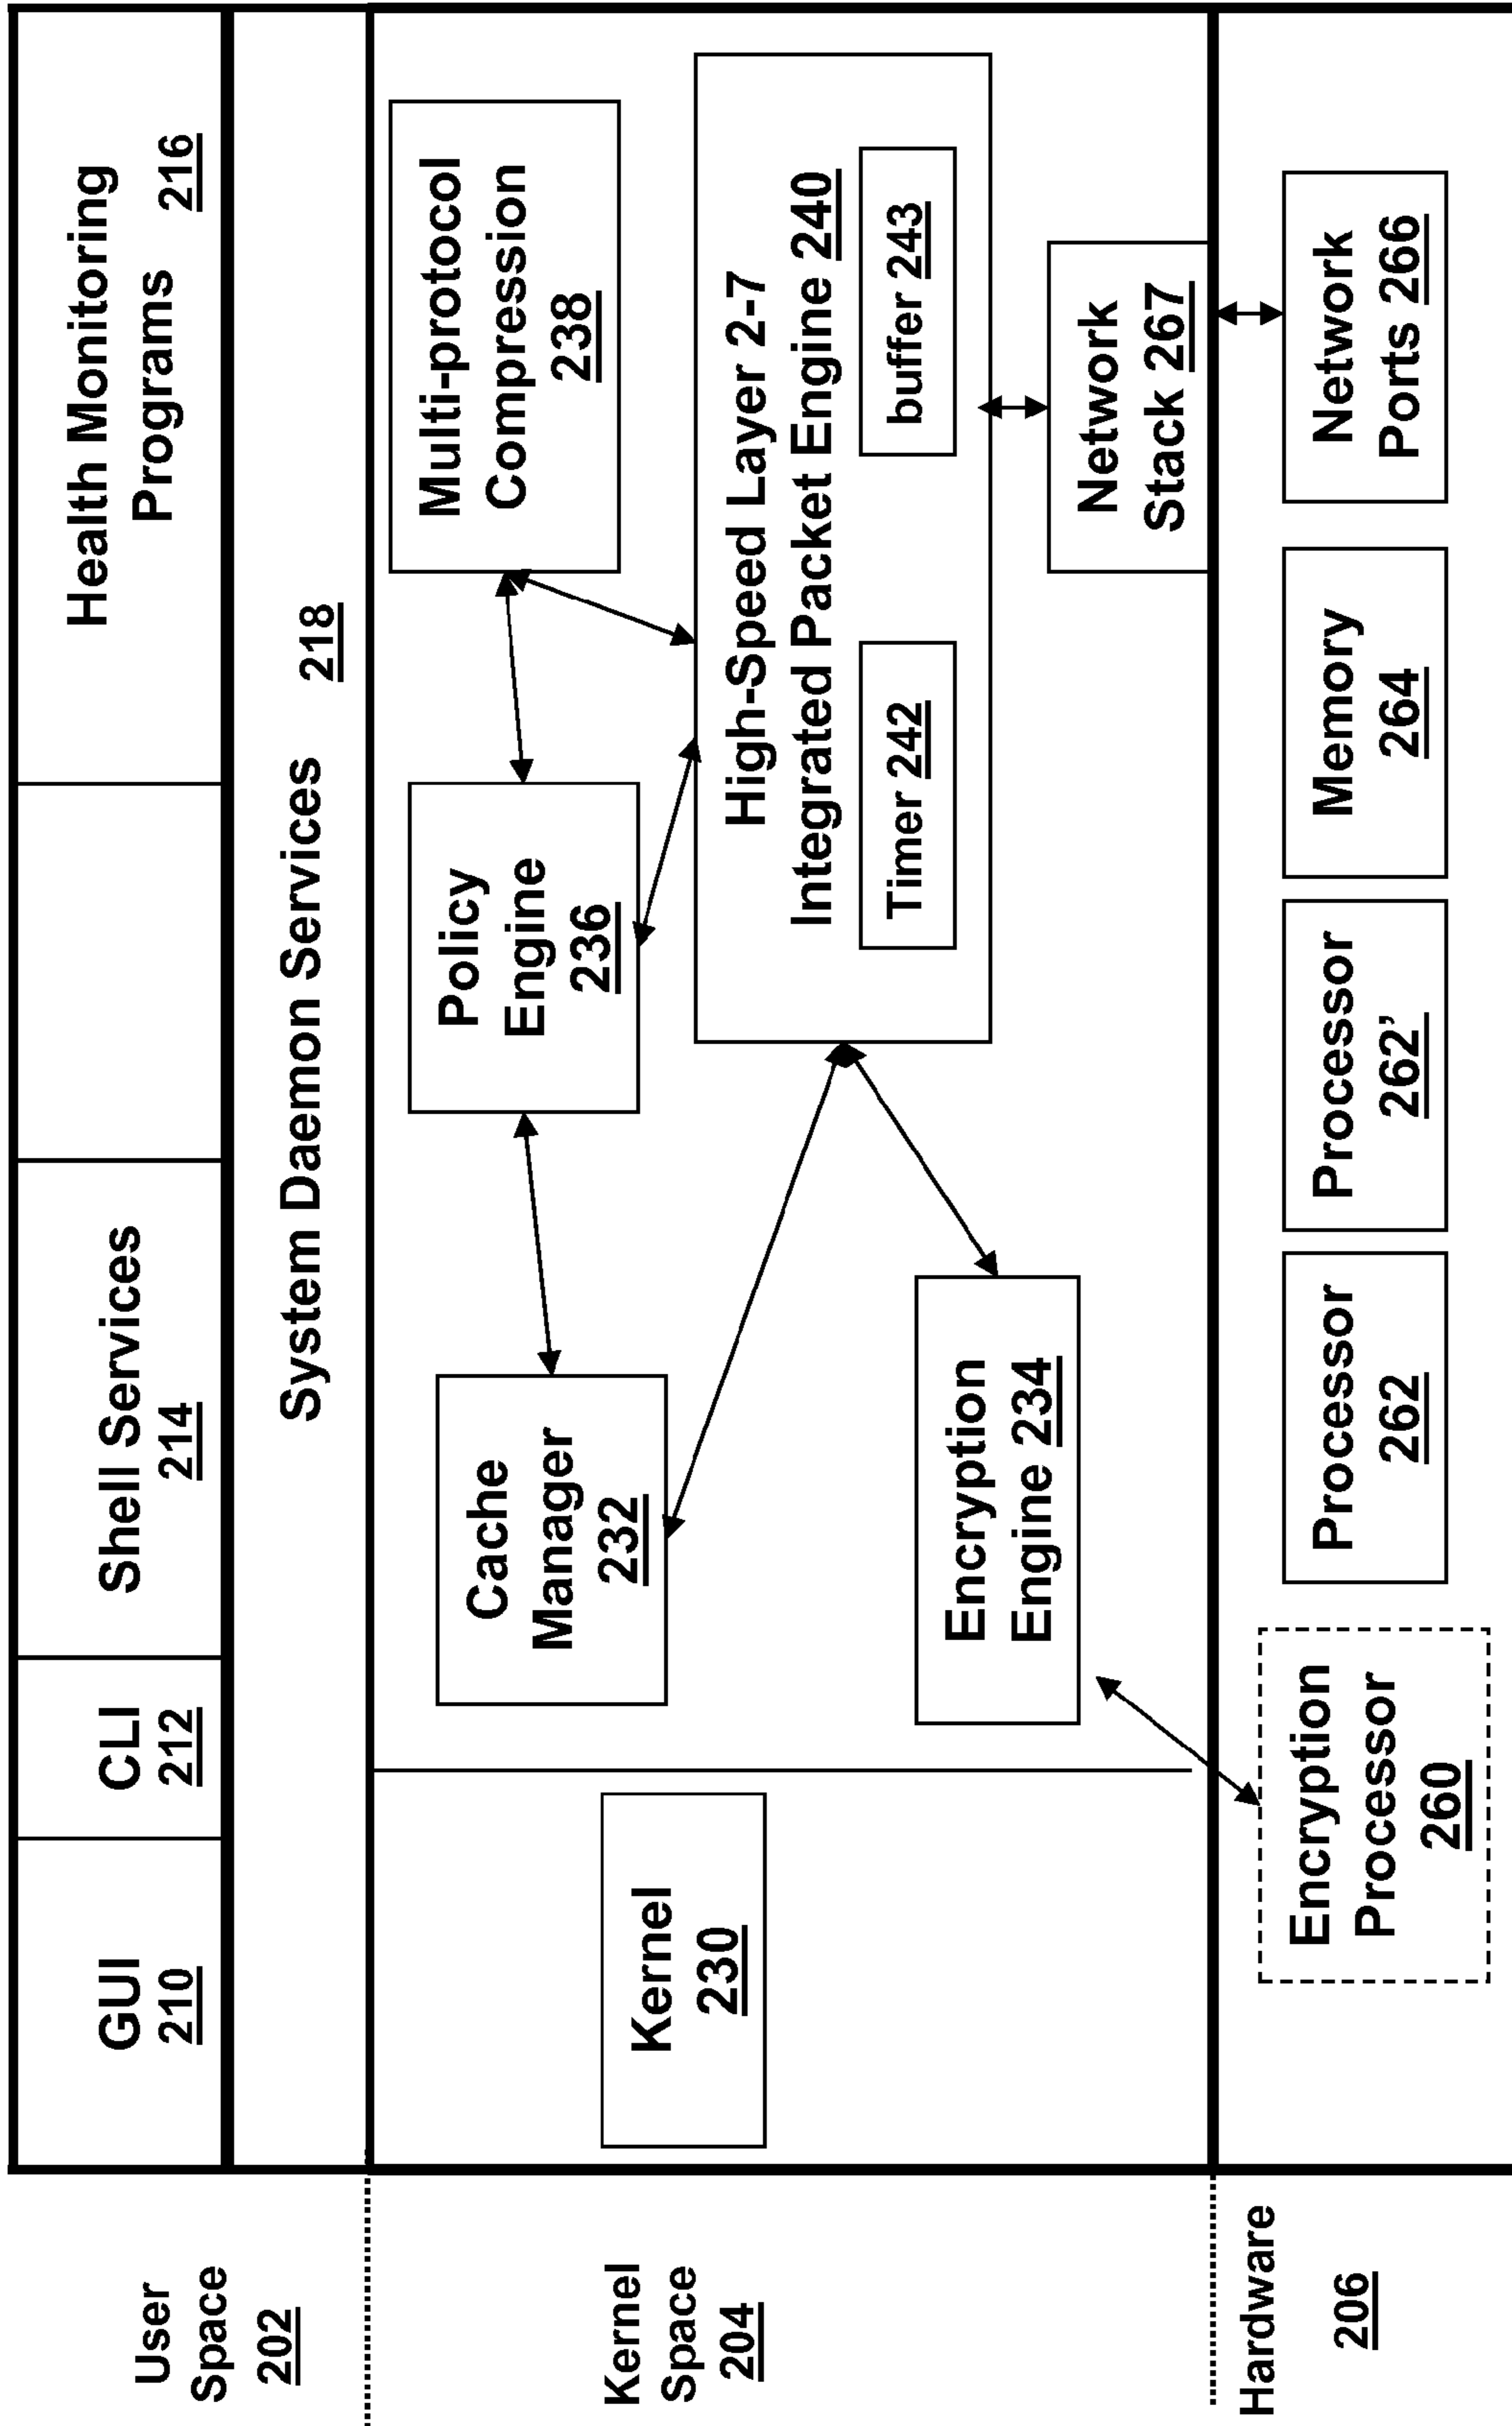 User
Space
202
GUI
210
CLI
212
Shell Services
214
Health Monitoring
Programs 216
System Daemon Services 218
Kernel
Space
204
Kernel
230
Cache
Manager
232
Policy
Engine
236
Multi-protocol
Compression
238
High-Speed Layer 2-7
Integrated Packet Engine 240
Timer 242
buffer 243
Encryption
Engine 234
Network
Stack 267
Hardware
206
Encryption
Processor
260
Processor
262
Processor
262’
Memory
264
Network
Ports 266